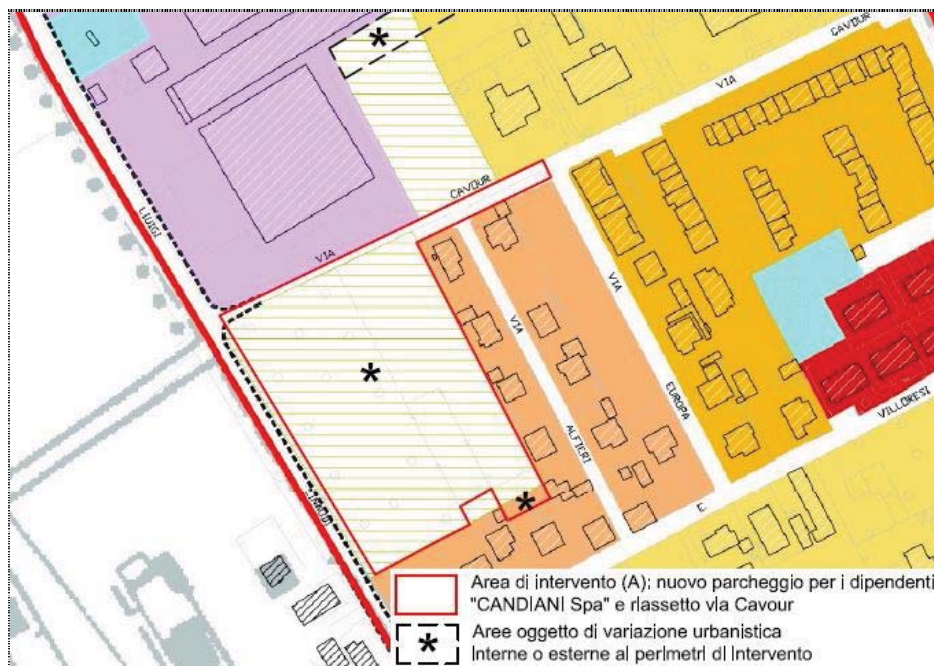 CAVOUR
VIA
CAVOUR
LIUIGI
VIA
VIA
VIA
EUROPA
ALFIERI
VILLORESI
E.
Area di intervento (A): nuovo parcheggio per i dipendenti
"CANDIANI Spa" e riassetto via Cavour
Aree oggetto di variazione urbanistica
Interne o esterne ai perimetri di Intervento